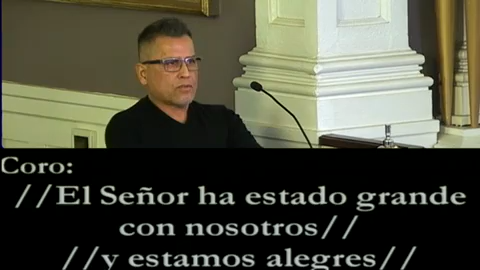 Coro:
//El Señor ha estado grande
con nosotros//
//y estamos alegres//